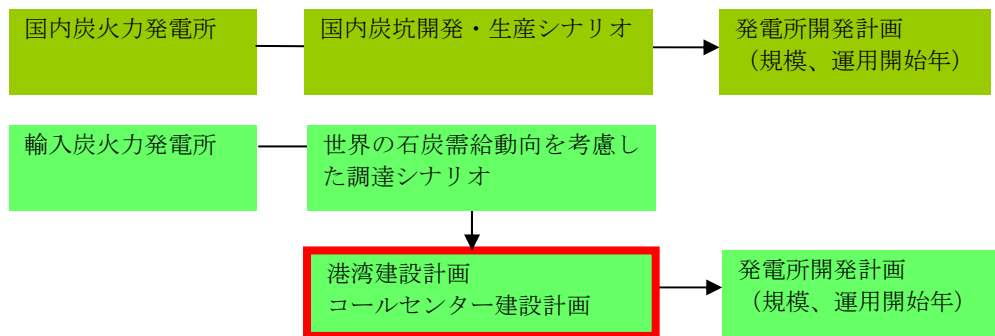 国内炭火力発電所
国内炭坑開発・生産シナリオ
発電所開発計画
（規模、運用開始年）
輸入炭火力発電所
世界の石炭需給動向を考慮し
た調達シナリオ
港湾建設計画
コールセンター建設計画
発電所開発計画
（規模、運用開始年）